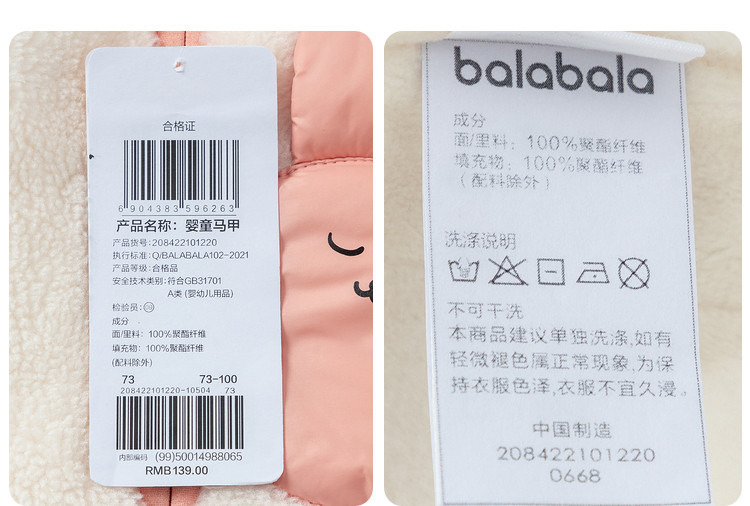 合格证
6 904383 596263
产品名称：婴童马甲
产品货号：208422101220
执行标准：Q/BALABALA102-2021
产品等级：合格品
安全技术类别：符合GB31701
A类 (婴幼儿用品)
检验员：
成分
面/里料：100%聚酯纤维
填充物：100%聚酯纤维
(配料除外)
73 73-100
208422101220-10504 73
内部编码 (99)50014988065
RMB139.00
balabala
成分
面/里料：100%聚酯纤维
填充物：100%聚酯纤维
（配料除外）
洗涤说明
不可干洗
本商品建议单独洗涤,如有
轻微褪色属正常现象,为保
持衣服色泽,衣服不宜久浸。
中国制造
208422101220
0668